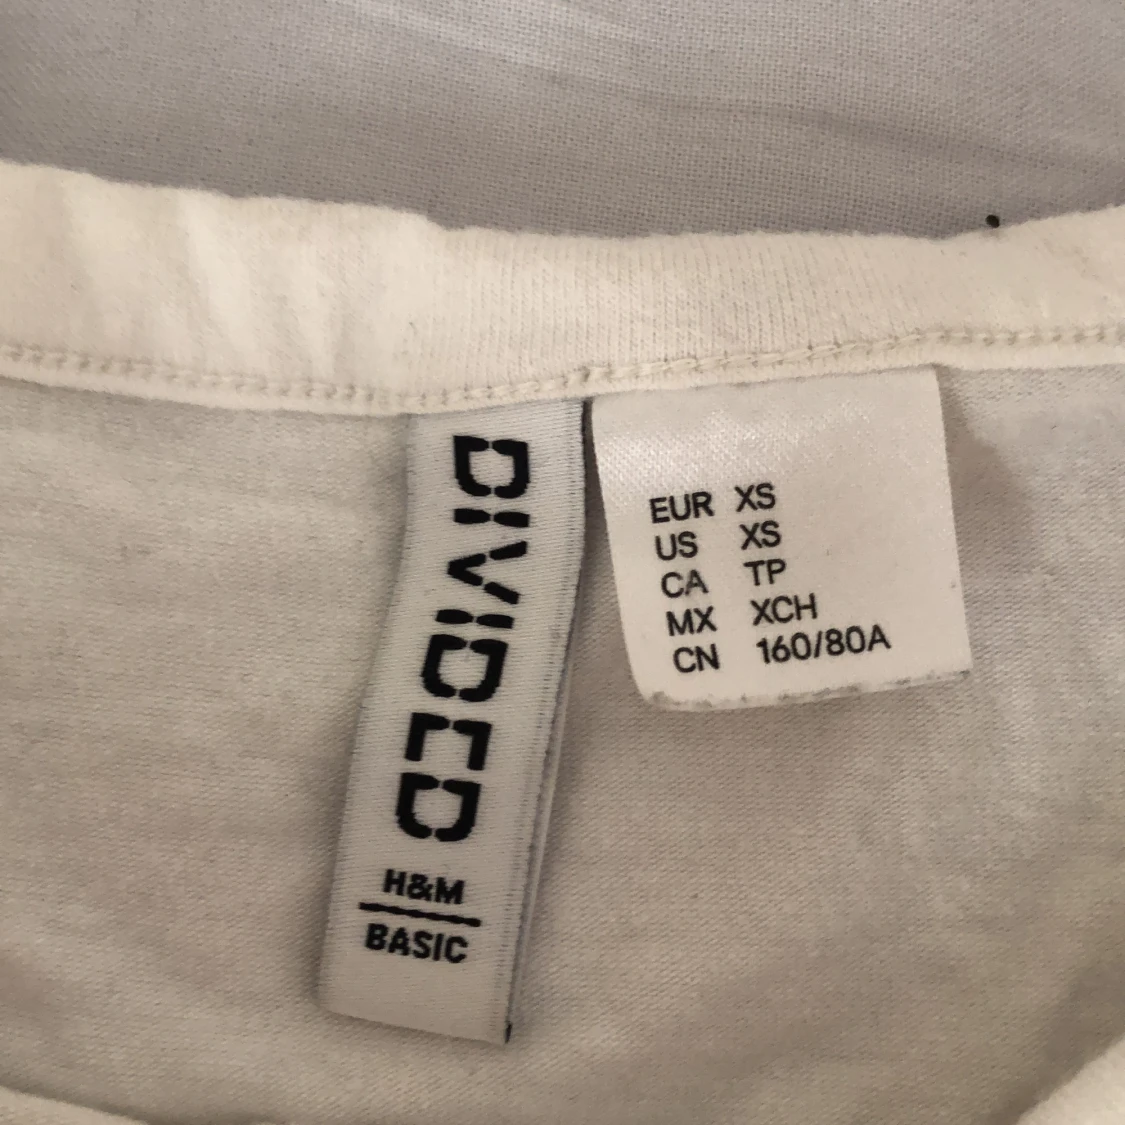 DIVIDED
H&M
BASIC
EUR XS
US XS
CA TP
MX XCH
CN 160/80A